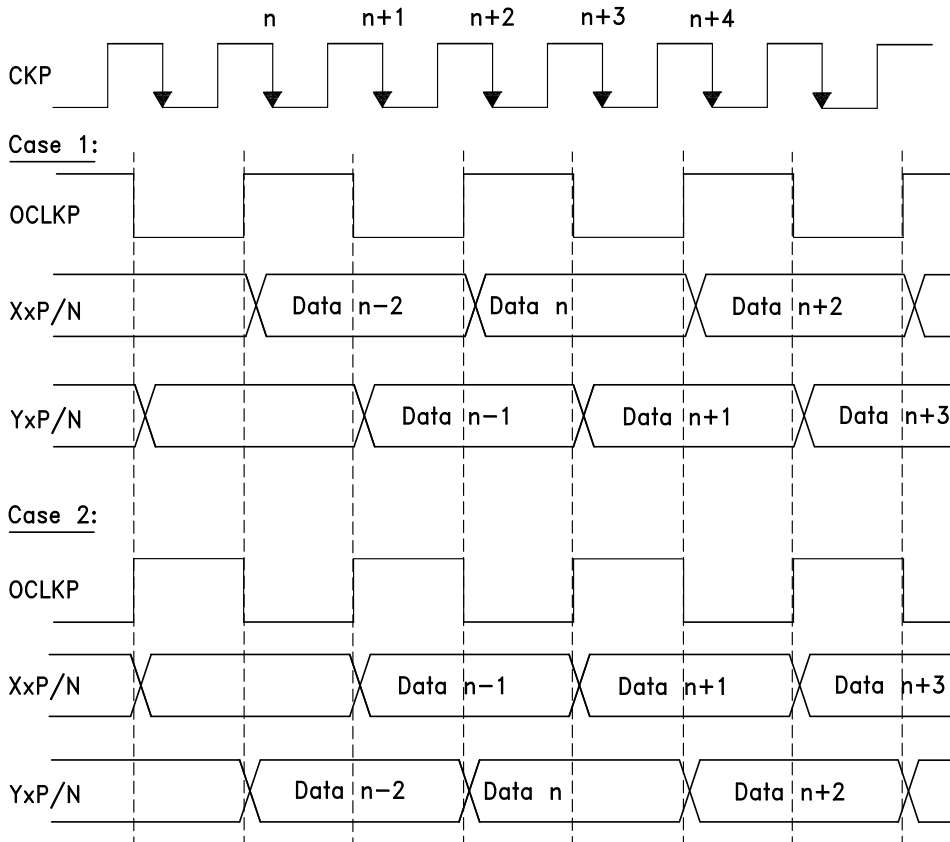 n n+1 n+2 n+3 n+4
CKP
Case 1:
OCLKP
XxP/N Data n-2 Data n Data n+2
YxP/N Data n-1 Data n+1 Data n+3
Case 2:
OCLKP
XxP/N Data n-1 Data n+1 Data n+3
YxP/N Data n-2 Data n Data n+2